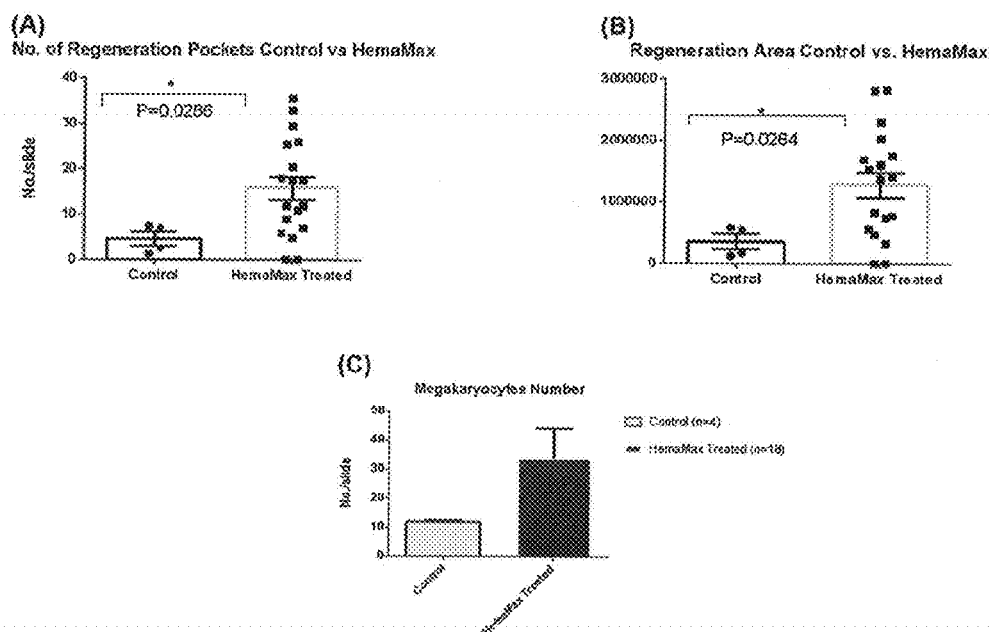 (A)
No. of Regeneration Pockets Control vs HemaMax
40
30
20
10
0
No./slide
*
P=0.0286
Control
HemaMax Treated
(B)
Regeneration Area Control vs. HemaMax
3000000
2000000
1000000
0
*
P=0.0264
Control
HemaMax Treated
(C)
Megakaryocytes Number
50
40
30
20
10
0
No./slide
Control
HemaMax Treated
Control (n=4)
HemaMax Treated (n=18)